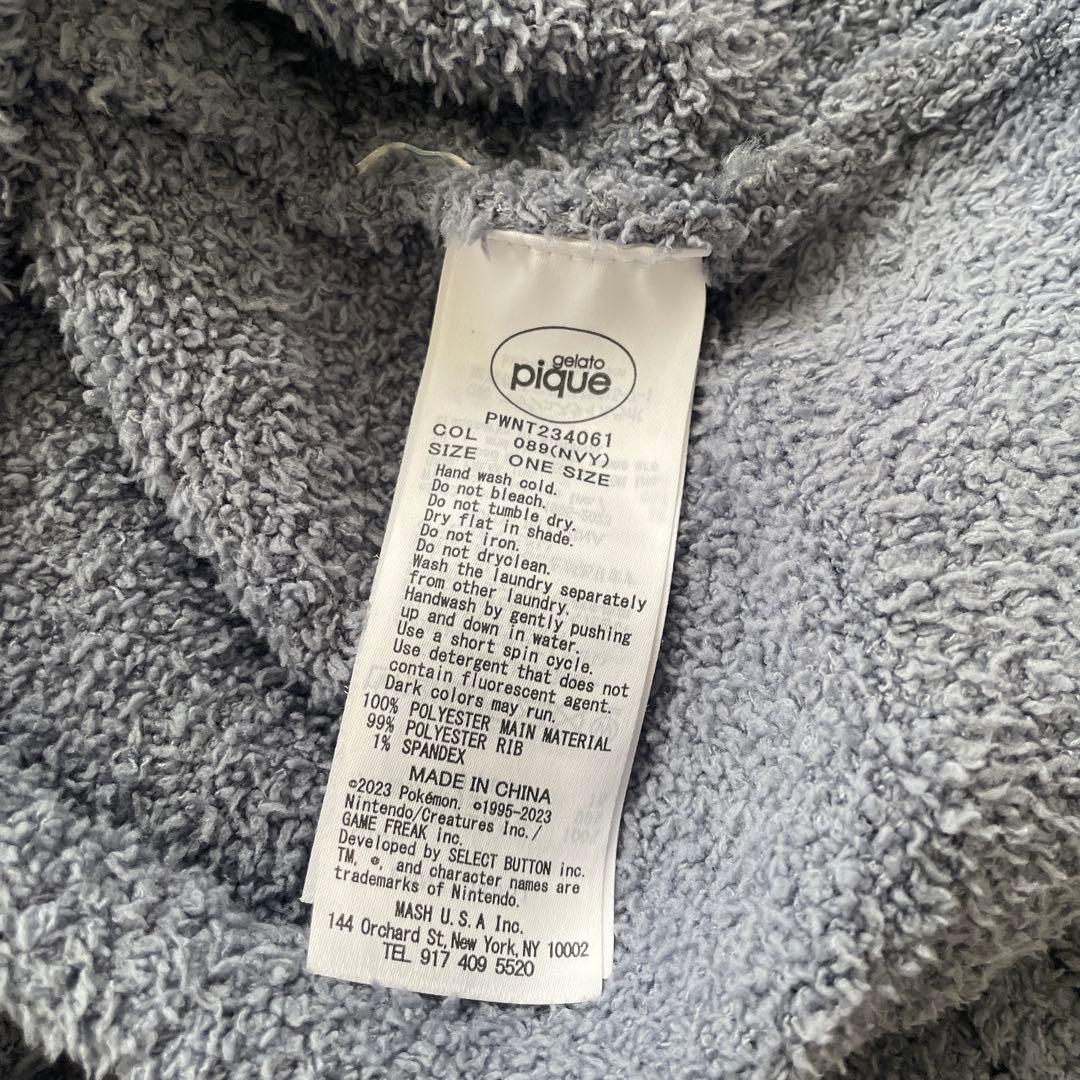 gelato
pique
PWNT234061
COL 089(NVY)
SIZE ONE SIZE
Hand wash cold.
Do not bleach.
Do not tumble dry.
Dry flat in shade.
Do not iron.
Do not dryclean.
Wash the laundry separately
from other laundry.
Handwash by gently pushing
up and down in water.
Use a short spin cycle.
Use detergent that does not
contain fluorescent agent.
Dark colors may run.
100% POLYESTER MAIN MATERIAL
99% POLYESTER RIB
1% SPANDEX
MADE IN CHINA
©2023 Pokémon. ©1995-2023
Nintendo/Creatures Inc./
GAME FREAK inc.
Developed by SELECT BUTTON inc.
TM, ®, and character names are
trademarks of Nintendo.
MASH U.S.A Inc.
144 Orchard St, New York, NY 10002
TEL 917 409 5520